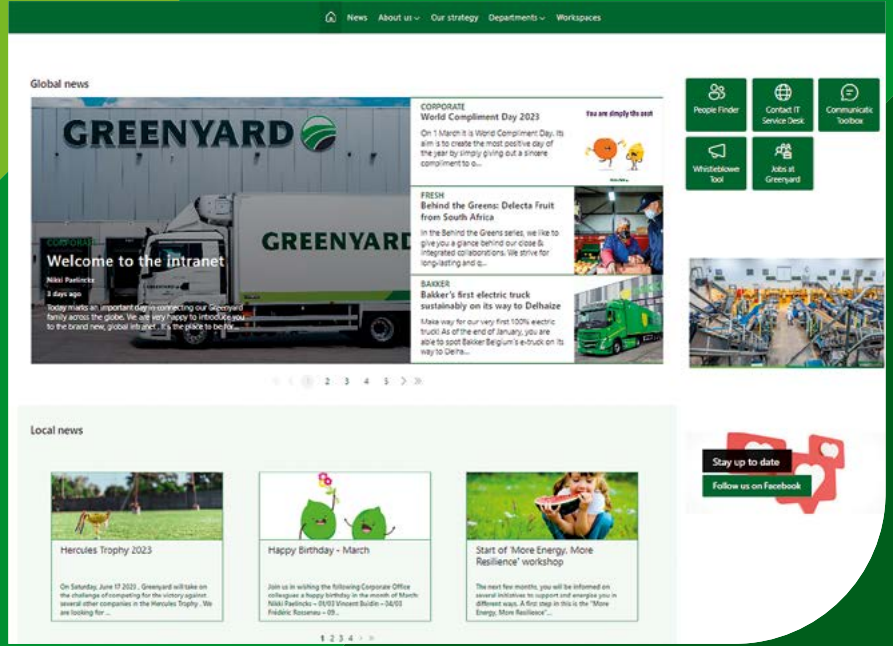 News About us Our strategy Departments Workspaces
Global news
GREENYARD
GREENYARD
CORPORATE
Welcome to the intranet
Nikki Paelinckx
3 days ago
Today marks an important day in connecting our Greenyard
family across the globe. We are very happy to introduce you
to the brand new, global intranet. It's the place to be for...
CORPORATE
World Compliment Day 2023
On 1 March it is World Compliment Day. Its
aim is to create the most positive day of
the year by simply giving out a sincere
compliment to o...
You are simply the zest
FRESH
Behind the Greens: Delecta Fruit
from South Africa
In the Behind the Greens series, we like to
give you a glance behind our close &
integrated collaborations. We strive for
long-lasting and q...
BAKKER
Bakker's first electric truck
sustainably on its way to Delhaize
Make way for our very first 100% electric
truck! As of the end of January, you are
able to spot Bakker Belgium's e-truck on its
way to Delha...
1 2 3 4 5
People Finder
Contact IT
Service Desk
Communicatic
Toolbox
Whistleblowe
Tool
Jobs at
Greenyard
Stay up to date
Follow us on Facebook
Local news
Hercules Trophy 2023
On Saturday, June 17 2023 , Greenyard will take on
the challenge of competing for the victory against
several other companies in the Hercules Trophy . We
are looking for ...
Happy Birthday - March
Join us in wishing the following Corporate Office
colleagues a happy birthday in the month of March
Nikki Paelinckx – 01/03 Vincent Buidin – 04/03
Frédéric Rosseneu – 09...
Start of 'More Energy, More
Resilience' workshop
The next few months, you will be informed on
several initiatives to support and energise you in
different ways. A first step in this is the "More
Energy, More Resilience"...
1 2 3 4